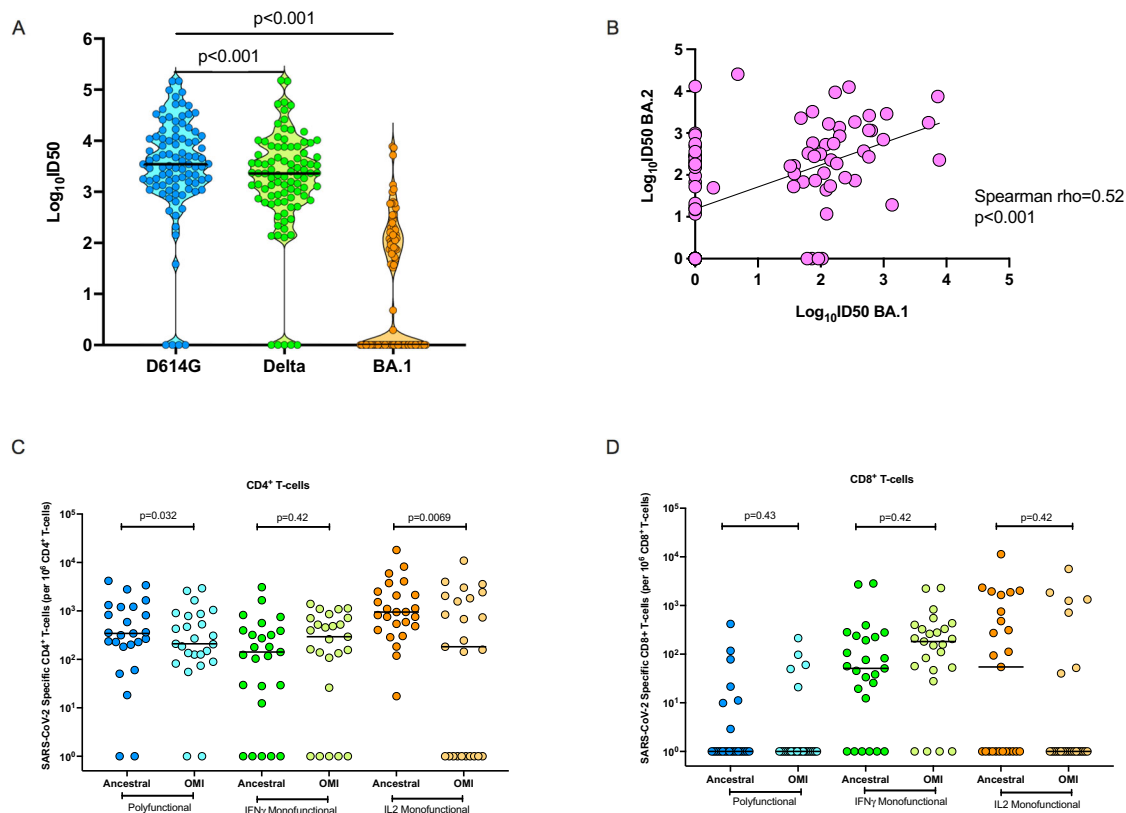 A
p<0.001
p<0.001
Log10ID50
6
5
4
3
2
1
0
D614G Delta BA.1
B
Log10ID50 BA.2
5
4
3
2
1
0
0 1 2 3 4 5
Log10ID50 BA.1
Spearman rho=0.52
p<0.001
C
CD4+ T-cells
SARS-CoV-2 Specific CD4+ T-cells (per 10^6 CD4+ T-cells)
10^5
10^4
10^3
10^2
10^1
10^0
p=0.032 p=0.42 p=0.0069
Ancestral OMI Ancestral OMI Ancestral OMI
Polyfunctional IFNγ Monofunctional IL2 Monofunctional
D
CD8+ T-cells
SARS-CoV-2 Specific CD8+ T-cells (per 10^6 CD8+ T-cells)
10^5
10^4
10^3
10^2
10^1
10^0
p=0.43 p=0.42 p=0.42
Ancestral OMI Ancestral OMI Ancestral OMI
Polyfunctional IFNγ Monofunctional IL2 Monofunctional